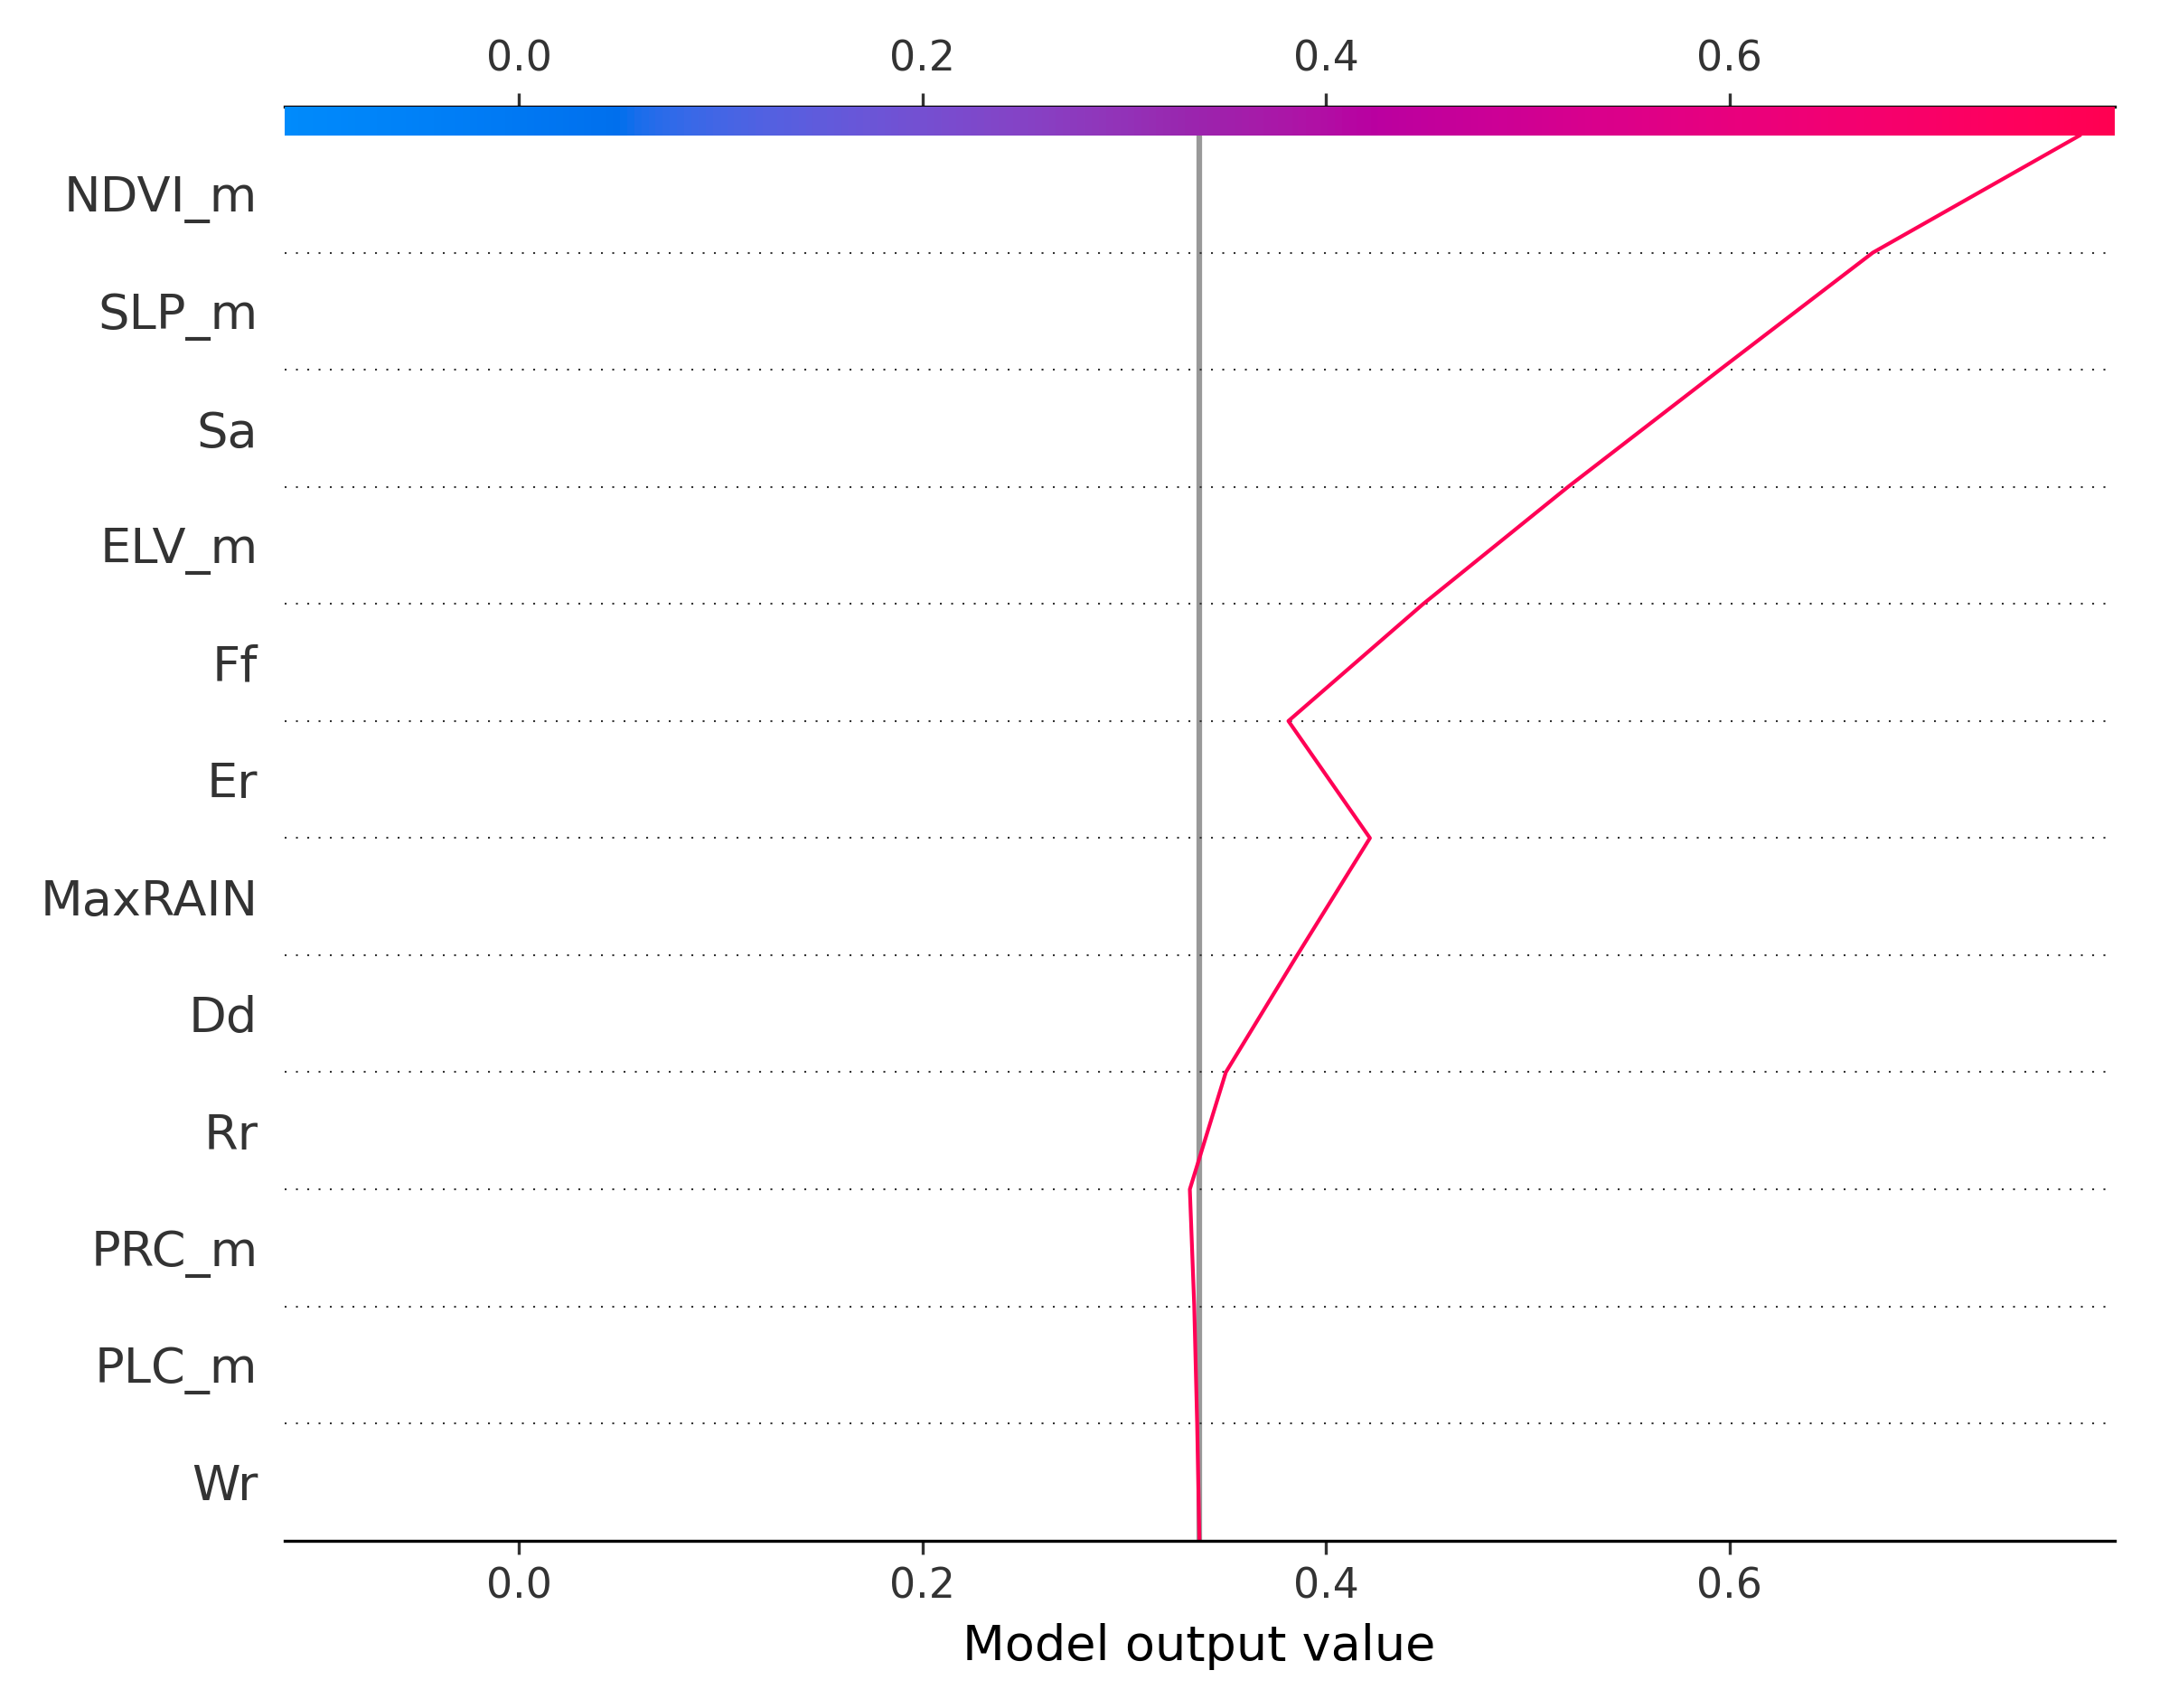 0.0 0.2 0.4 0.6
NDVI_m
SLP_m
Sa
ELV_m
Ff
Er
MaxRAIN
Dd
Rr
PRC_m
PLC_m
Wr
0.0 0.2 0.4 0.6
Model output value